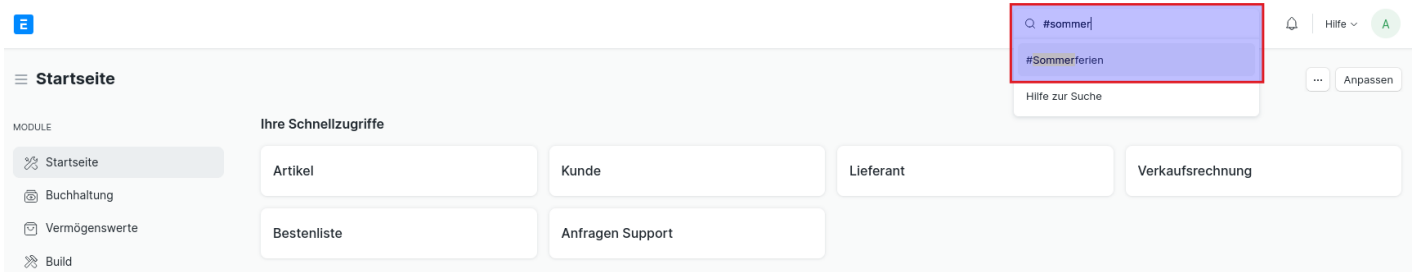 E
#sommer
Hilfe
A
#Sommerferien
Hilfe zur Suche
Startseite
...
Anpassen
MODULE
Startseite
Buchhaltung
Vermögenswerte
Build
Ihre Schnellzugriffe
Artikel
Kunde
Lieferant
Verkaufsrechnung
Bestenliste
Anfragen Support